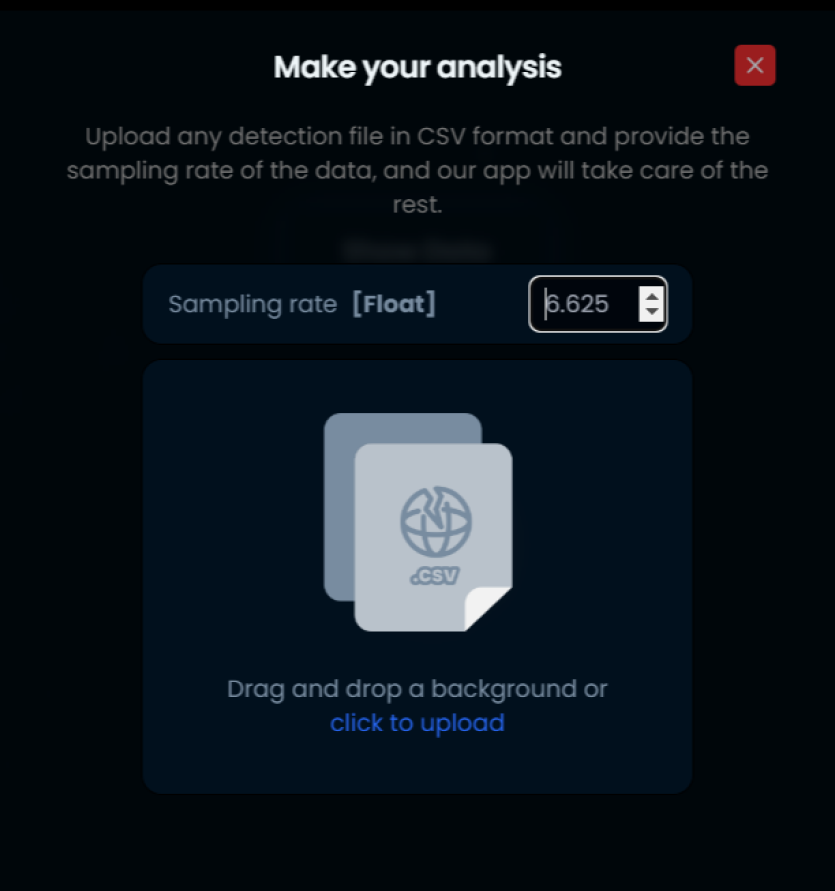 Make your analysis
Upload any detection file in CSV format and provide the
sampling rate of the data, and our app will take care of the
rest.
Sampling rate [Float] 6.625
.CSV
Drag and drop a background or
click to upload